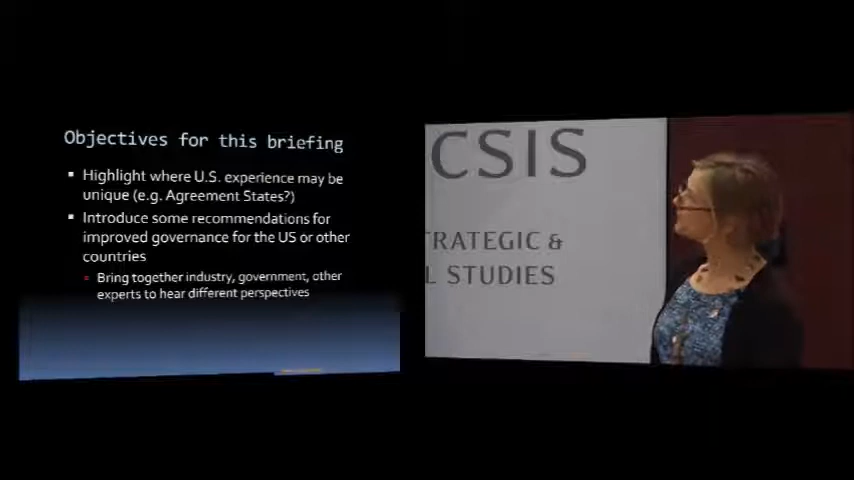 Objectives for this briefing
Highlight where U.S. experience may be
unique (e.g. Agreement States?)
Introduce some recommendations for
improved governance for the US or other
countries
Bring together industry, government, other
experts to hear different perspectives
CSIS
TRATEGIC &
L STUDIES